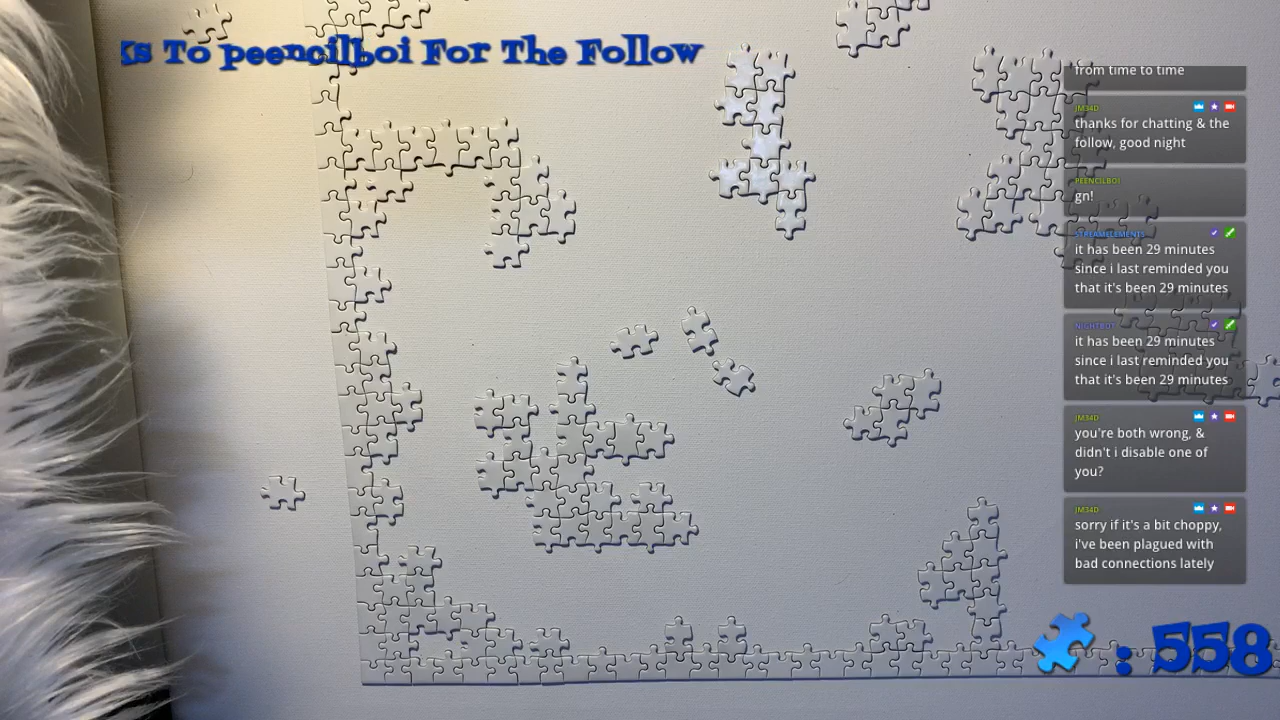 ks To peencilboi For The Follow
from time to time
JM34D
thanks for chatting & the
follow, good night
PEENCILBOI
gn!
STREAMELEMENTS
it has been 29 minutes
since i last reminded you
that it's been 29 minutes
NIGHTBOT
it has been 29 minutes
since i last reminded you
that it's been 29 minutes
JM34D
you're both wrong, &
didn't i disable one of
you?
JM34D
sorry if it's a bit choppy,
i've been plagued with
bad connections lately
: 558